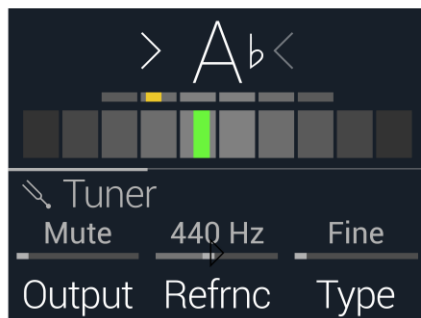 > A♭ <
Tuner
Mute 440 Hz Fine
Output Refrnc Type